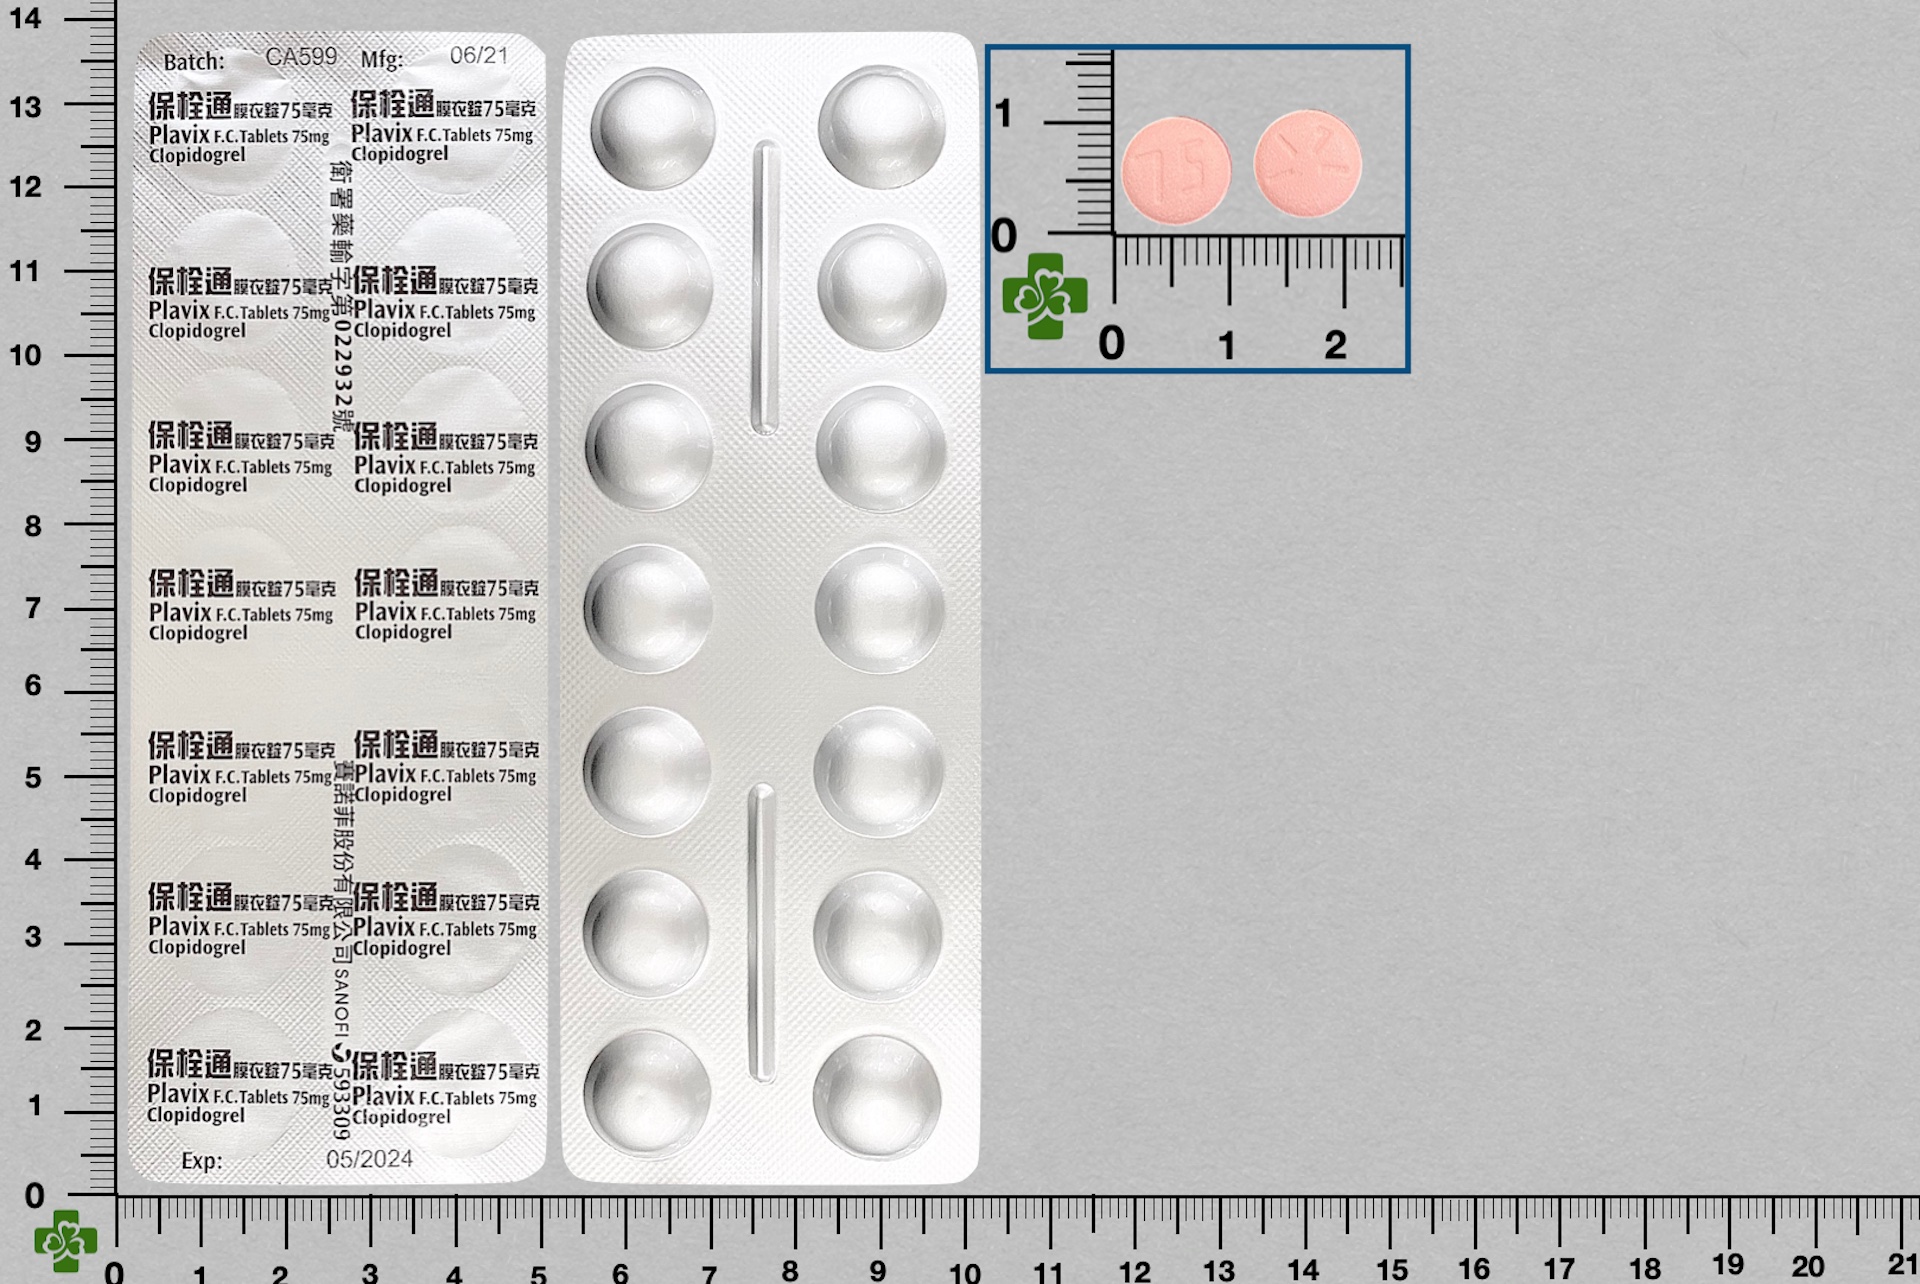 Batch: CA599 Mfg: 06/21
保栓通膜衣錠75毫克
Plavix F.C.Tablets 75mg
Clopidogrel
保栓通膜衣錠75毫克
Plavix F.C.Tablets 75mg
Clopidogrel
保栓通膜衣錠75毫克
Plavix F.C.Tablets 75mg
Clopidogrel
保栓通膜衣錠75毫克
Plavix F.C.Tablets 75mg
Clopidogrel
保栓通膜衣錠75毫克
Plavix F.C.Tablets 75mg
Clopidogrel
保栓通膜衣錠75毫克
Plavix F.C.Tablets 75mg
Clopidogrel
保栓通膜衣錠75毫克
Plavix F.C.Tablets 75mg
Clopidogrel
保栓通膜衣錠75毫克
Plavix F.C.Tablets 75mg
Clopidogrel
保栓通膜衣錠75毫克
Plavix F.C.Tablets 75mg
Clopidogrel
保栓通膜衣錠75毫克
Plavix F.C.Tablets 75mg
Clopidogrel
保栓通膜衣錠75毫克
Plavix F.C.Tablets 75mg
Clopidogrel
保栓通膜衣錠75毫克
Plavix F.C.Tablets 75mg
Clopidogrel
保栓通膜衣錠75毫克
Plavix F.C.Tablets 75mg
Clopidogrel
保栓通膜衣錠75毫克
Plavix F.C.Tablets 75mg
Clopidogrel
衛署藥輸字第022932號
賽諾菲股份有限公司 SANOFI 593309
Exp: 05/2024
75
1
0
0 1 2
14
13
12
11
10
9
8
7
6
5
4
3
2
1
0
0 1 2 3 4 5 6 7 8 9 10 11 12 13 14 15 16 17 18 19 20 21